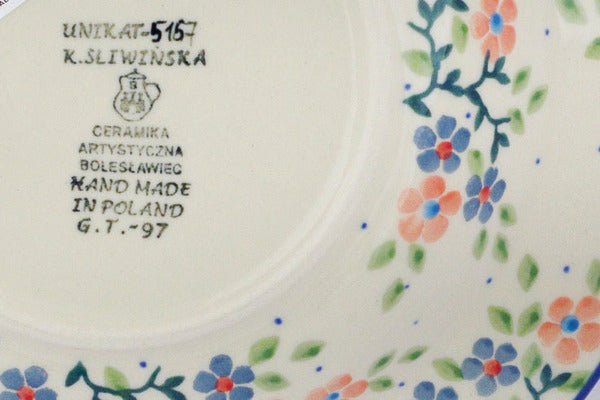 UNIKAT-5157
K.SLIWIŃSKA
CERAMIKA
ARTYSTYCZNA
BOLESŁAWIEC
HAND MADE
IN POLAND
G.T.-97